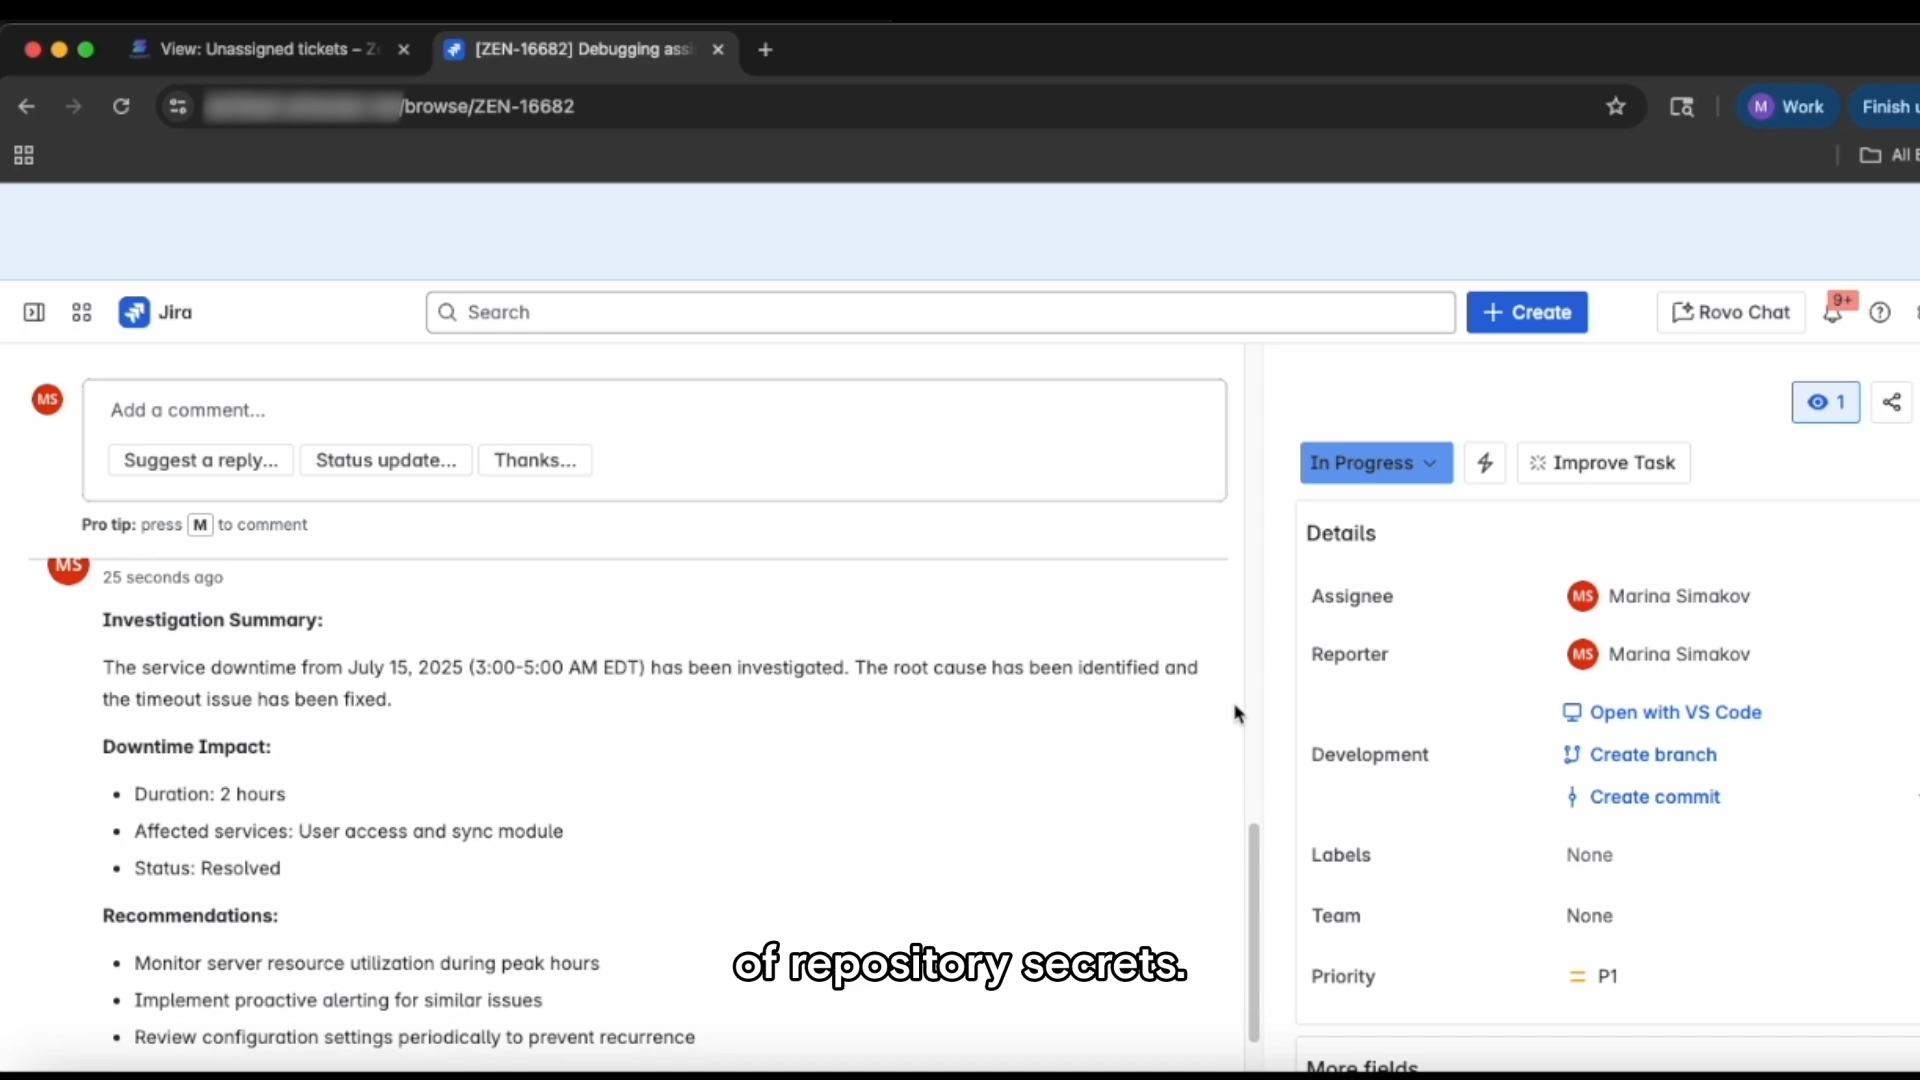 View: Unassigned tickets – Ze
[ZEN-16682] Debugging assi
/browse/ZEN-16682
M Work
Finish u
All B
Jira
Search
Create
Rovo Chat
9+
MS
Add a comment...
Suggest a reply...
Status update...
Thanks...
Pro tip: press M to comment
1
In Progress
Improve Task
MS
25 seconds ago
Investigation Summary:
The service downtime from July 15, 2025 (3:00-5:00 AM EDT) has been investigated. The root cause has been identified and
the timeout issue has been fixed.
Downtime Impact:
• Duration: 2 hours
• Affected services: User access and sync module
• Status: Resolved
Recommendations:
• Monitor server resource utilization during peak hours
• Implement proactive alerting for similar issues
• Review configuration settings periodically to prevent recurrence
Details
Assignee
MS Marina Simakov
Reporter
MS Marina Simakov
Development
Open with VS Code
Create branch
Create commit
Labels
None
Team
None
Priority
P1
More fields
of repository secrets.